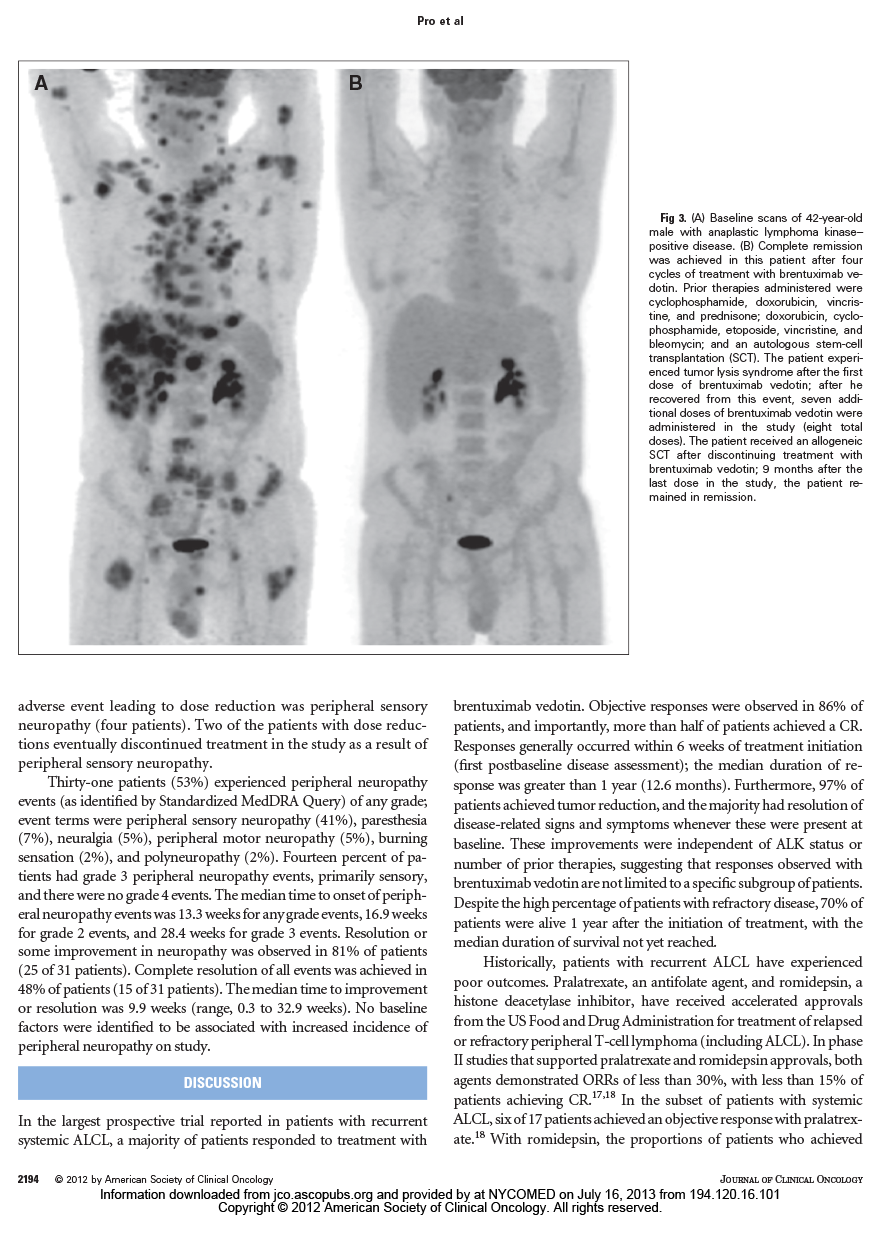 Pro et al
A
B
Fig 3. (A) Baseline scans of 42-year-old
male with anaplastic lymphoma kinase–
positive disease. (B) Complete remission
was achieved in this patient after four
cycles of treatment with brentuximab ve-
dotin. Prior therapies administered were
cyclophosphamide, doxorubicin, vincris-
tine, and prednisone; doxorubicin, cyclo-
phosphamide, etoposide, vincristine, and
bleomycin; and an autologous stem-cell
transplantation (SCT). The patient experi-
enced tumor lysis syndrome after the first
dose of brentuximab vedotin; after he
recovered from this event, seven addi-
tional doses of brentuximab vedotin were
administered in the study (eight total
doses). The patient received an allogeneic
SCT after discontinuing treatment with
brentuximab vedotin; 9 months after the
last dose in the study, the patient re-
mained in remission.
adverse event leading to dose reduction was peripheral sensory
neuropathy (four patients). Two of the patients with dose reduc-
tions eventually discontinued treatment in the study as a result of
peripheral sensory neuropathy.
Thirty-one patients (53%) experienced peripheral neuropathy
events (as identified by Standardized MedDRA Query) of any grade;
event terms were peripheral sensory neuropathy (41%), paresthesia
(7%), neuralgia (5%), peripheral motor neuropathy (5%), burning
sensation (2%), and polyneuropathy (2%). Fourteen percent of pa-
tients had grade 3 peripheral neuropathy events, primarily sensory,
and there were no grade 4 events. The median time to onset of periph-
eral neuropathy events was 13.3 weeks for any grade events, 16.9 weeks
for grade 2 events, and 28.4 weeks for grade 3 events. Resolution or
some improvement in neuropathy was observed in 81% of patients
(25 of 31 patients). Complete resolution of all events was achieved in
48% of patients (15 of 31 patients). The median time to improvement
or resolution was 9.9 weeks (range, 0.3 to 32.9 weeks). No baseline
factors were identified to be associated with increased incidence of
peripheral neuropathy on study.
DISCUSSION
In the largest prospective trial reported in patients with recurrent
systemic ALCL, a majority of patients responded to treatment with
brentuximab vedotin. Objective responses were observed in 86% of
patients, and importantly, more than half of patients achieved a CR.
Responses generally occurred within 6 weeks of treatment initiation
(first postbaseline disease assessment); the median duration of re-
sponse was greater than 1 year (12.6 months). Furthermore, 97% of
patients achieved tumor reduction, and the majority had resolution of
disease-related signs and symptoms whenever these were present at
baseline. These improvements were independent of ALK status or
number of prior therapies, suggesting that responses observed with
brentuximab vedotin are not limited to a specific subgroup of patients.
Despite the high percentage of patients with refractory disease, 70% of
patients were alive 1 year after the initiation of treatment, with the
median duration of survival not yet reached.
Historically, patients with recurrent ALCL have experienced
poor outcomes. Pralatrexate, an antifolate agent, and romidepsin, a
histone deacetylase inhibitor, have received accelerated approvals
from the US Food and Drug Administration for treatment of relapsed
or refractory peripheral T-cell lymphoma (including ALCL). In phase
II studies that supported pralatrexate and romidepsin approvals, both
agents demonstrated ORRs of less than 30%, with less than 15% of
patients achieving CR.17,18 In the subset of patients with systemic
ALCL, six of 17 patients achieved an objective response with pralatrex-
ate.18 With romidepsin, the proportions of patients who achieved
2194 © 2012 by American Society of Clinical Oncology
JOURNAL OF CLINICAL ONCOLOGY
Information downloaded from jco.ascopubs.org and provided by at NYCOMED on July 16, 2013 from 194.120.16.101
Copyright © 2012 American Society of Clinical Oncology. All rights reserved.